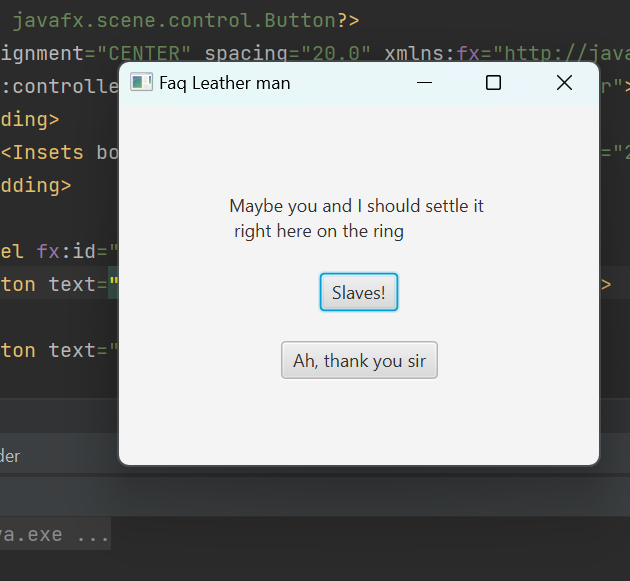 javafx.scene.control.Button?>
ignment="CENTER" spacing="20.0" xmlns:fx="http://java
:controlle r">
Faq Leather man
ding>
<Insets bo ="2
dding>
Maybe you and I should settle it
right here on the ring
el fx:id="
ton text=" >
Slaves!
ton text="
Ah, thank you sir
der
va.exe ...